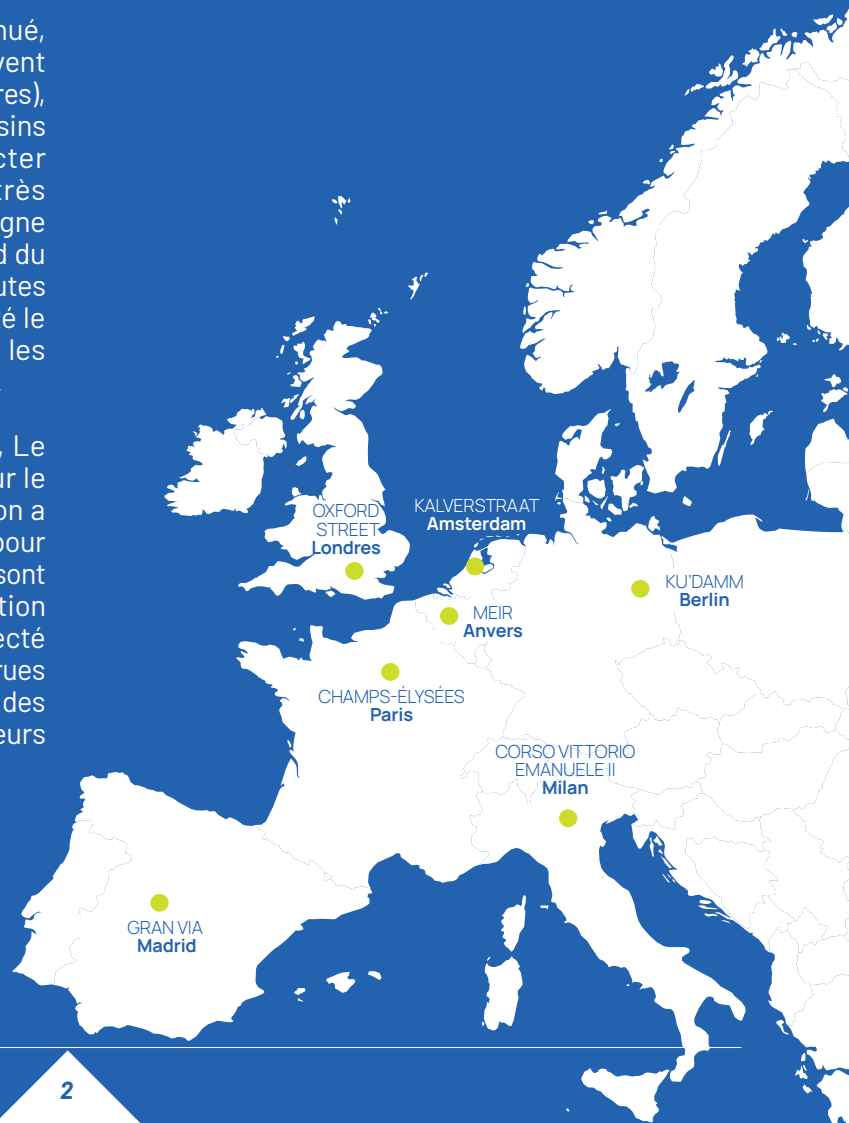 nué,
vent
res),
sins
cter
très
gne
d du
utes
é le
les
, Le
ur le
on a
pour
sont
tion
ecté
rues
des
eurs
OXFORD
STREET
Londres
KALVERSTRAAT
Amsterdam
KU'DAMM
Berlin
MEIR
Anvers
CHAMPS-ÉLYSÉES
Paris
CORSO VITTORIO
EMANUELE II
Milan
GRAN VIA
Madrid
2